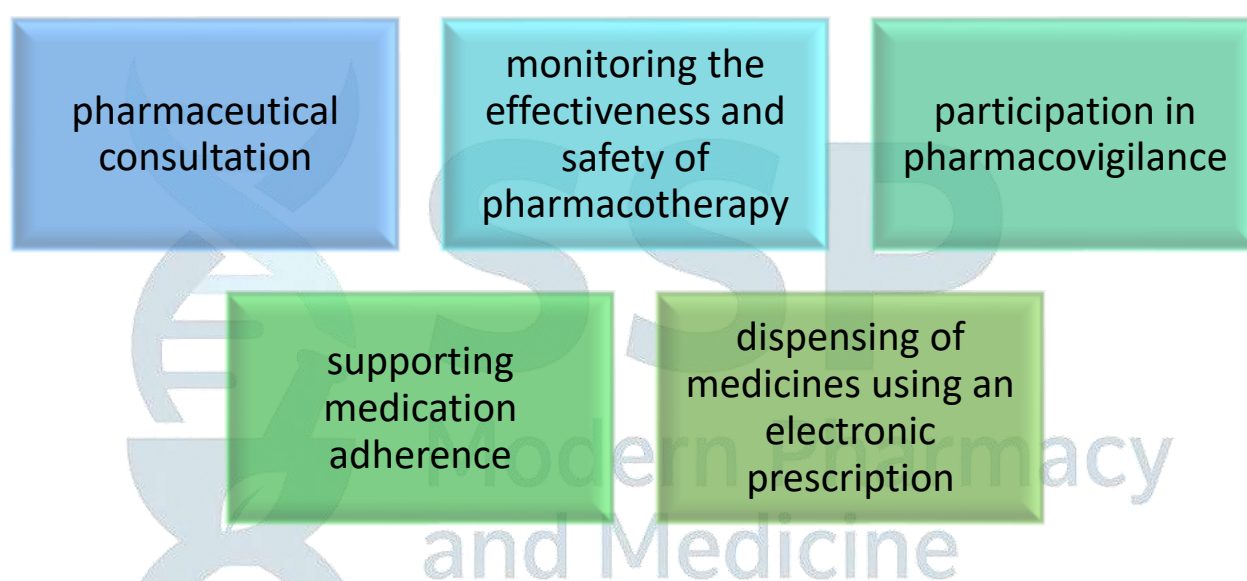 pharmaceutical
consultation
monitoring the
effectiveness and
safety of
pharmacotherapy
participation in
pharmacovigilance
supporting
medication
adherence
dispensing of
medicines using an
electronic
prescription
SSP
Modern Pharmacy
and Medicine